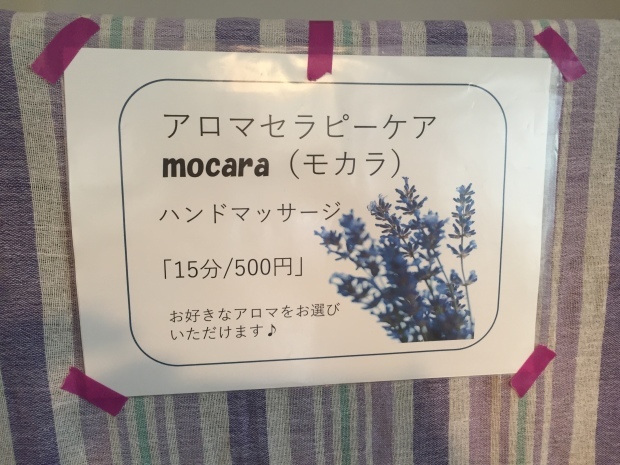 アロマセラピーケア
mocara（モカラ）
ハンドマッサージ
「15分/500円」
お好きなアロマをお選び
いただけます♪